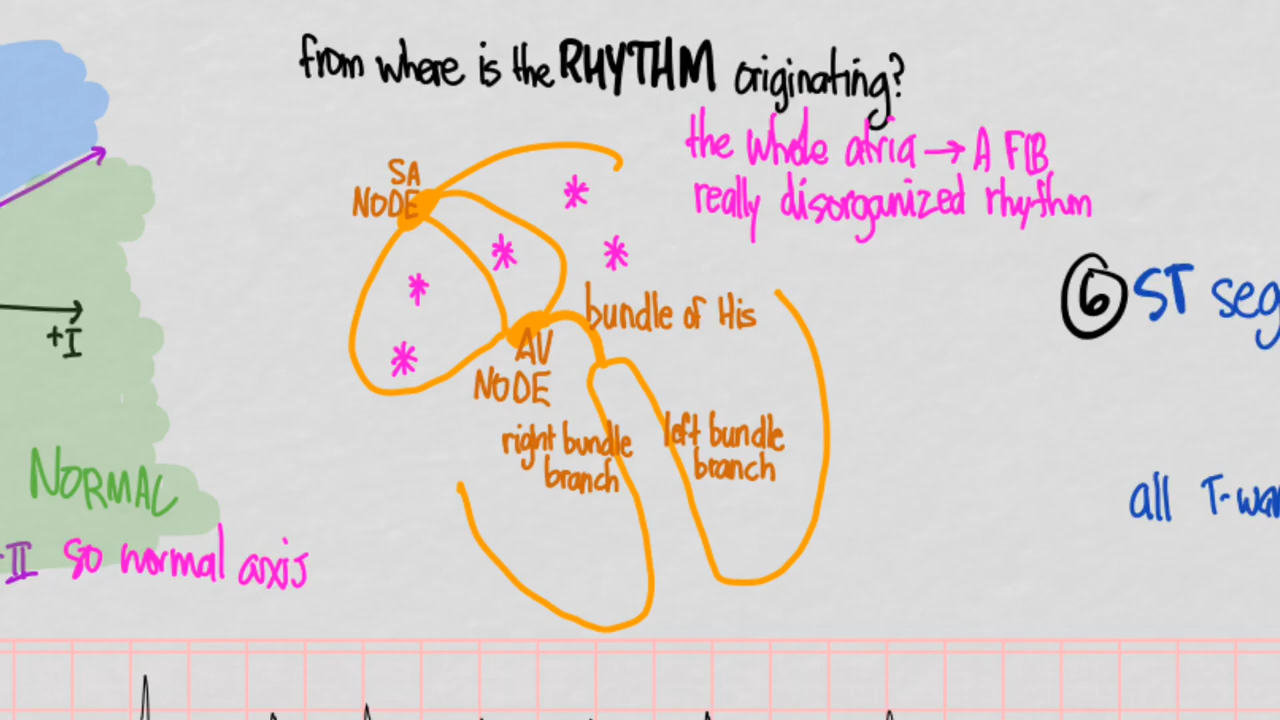 from where is the RHYTHM originating?
the whole atria → A FIB
really disorganized rhythm
SA
NODE
bundle of His
AV
NODE
right bundle
branch
left bundle
branch
+I
NORMAL
II so normal axis
6 ST seg
all T-wa